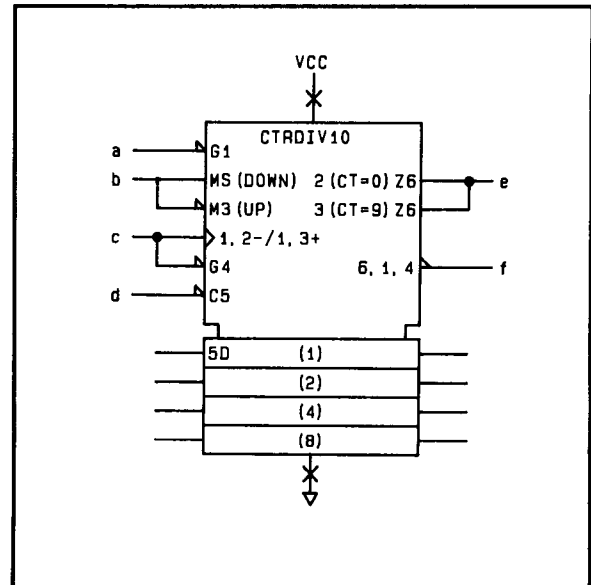 VCC
CTRDIV10
a G1
b MS (DOWN) 2 (CT=0) Z6 e
M3 (UP) 3 (CT=9) Z6
c 1, 2-/1, 3+
G4 6, 1, 4 f
d C5
5D (1)
(2)
(4)
(8)